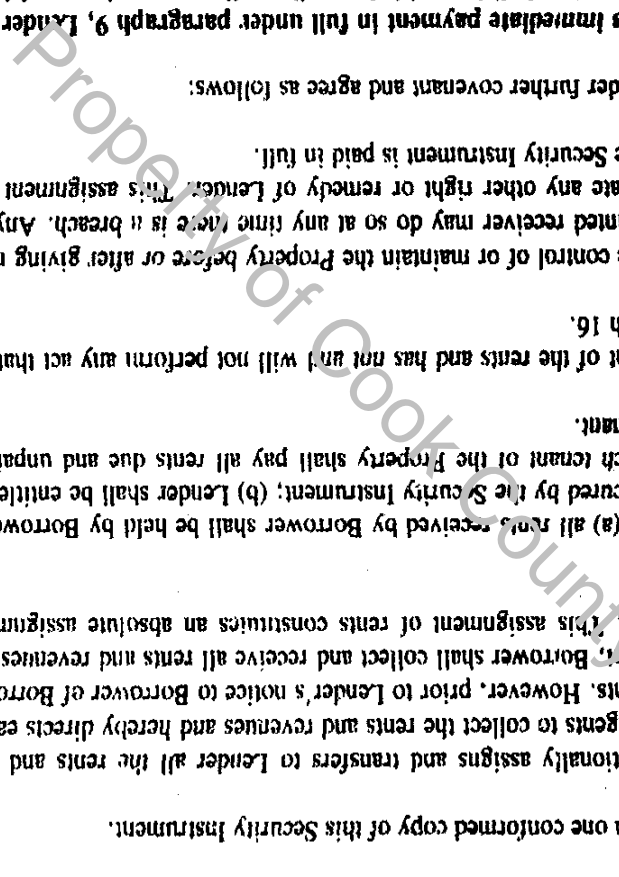 n one conformed copy of this Security Instrument.
tionally assigns and transfers to Lender all the rents and
gents to collect the rents and revenues and hereby directs ea
nts. However, prior to Lender's notice to Borrower of Borro
t, Borrower shall collect and receive all rents and revenues
This assignment of rents constitutes an absolute assignm
(a) all rents received by Borrower shall be held by Borrowe
cured by the Security Instrument; (b) Lender shall be entitle
ch tenant of the Property shall pay all rents due and unpai
nant.
t of the rents and has not and will not perform any act that
h 16.
e control of or maintain the Property before or after giving n
nted receiver may do so at any time there is a breach. Any
ate any other right or remedy of Lender. This assignment
e Security Instrument is paid in full.
der further covenant and agree as follows:
s immediate payment in full under paragraph 9, Lender
Property of Cook County